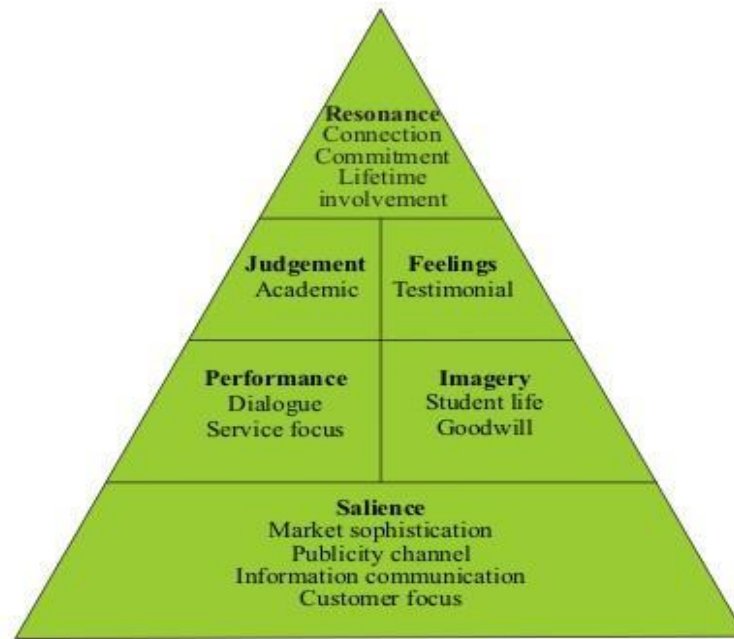 Resonance
Connection
Commitment
Lifetime
involvement
Judgement
Academic
Feelings
Testimonial
Performance
Dialogue
Service focus
Imagery
Student life
Goodwill
Salience
Market sophistication
Publicity channel
Information communication
Customer focus